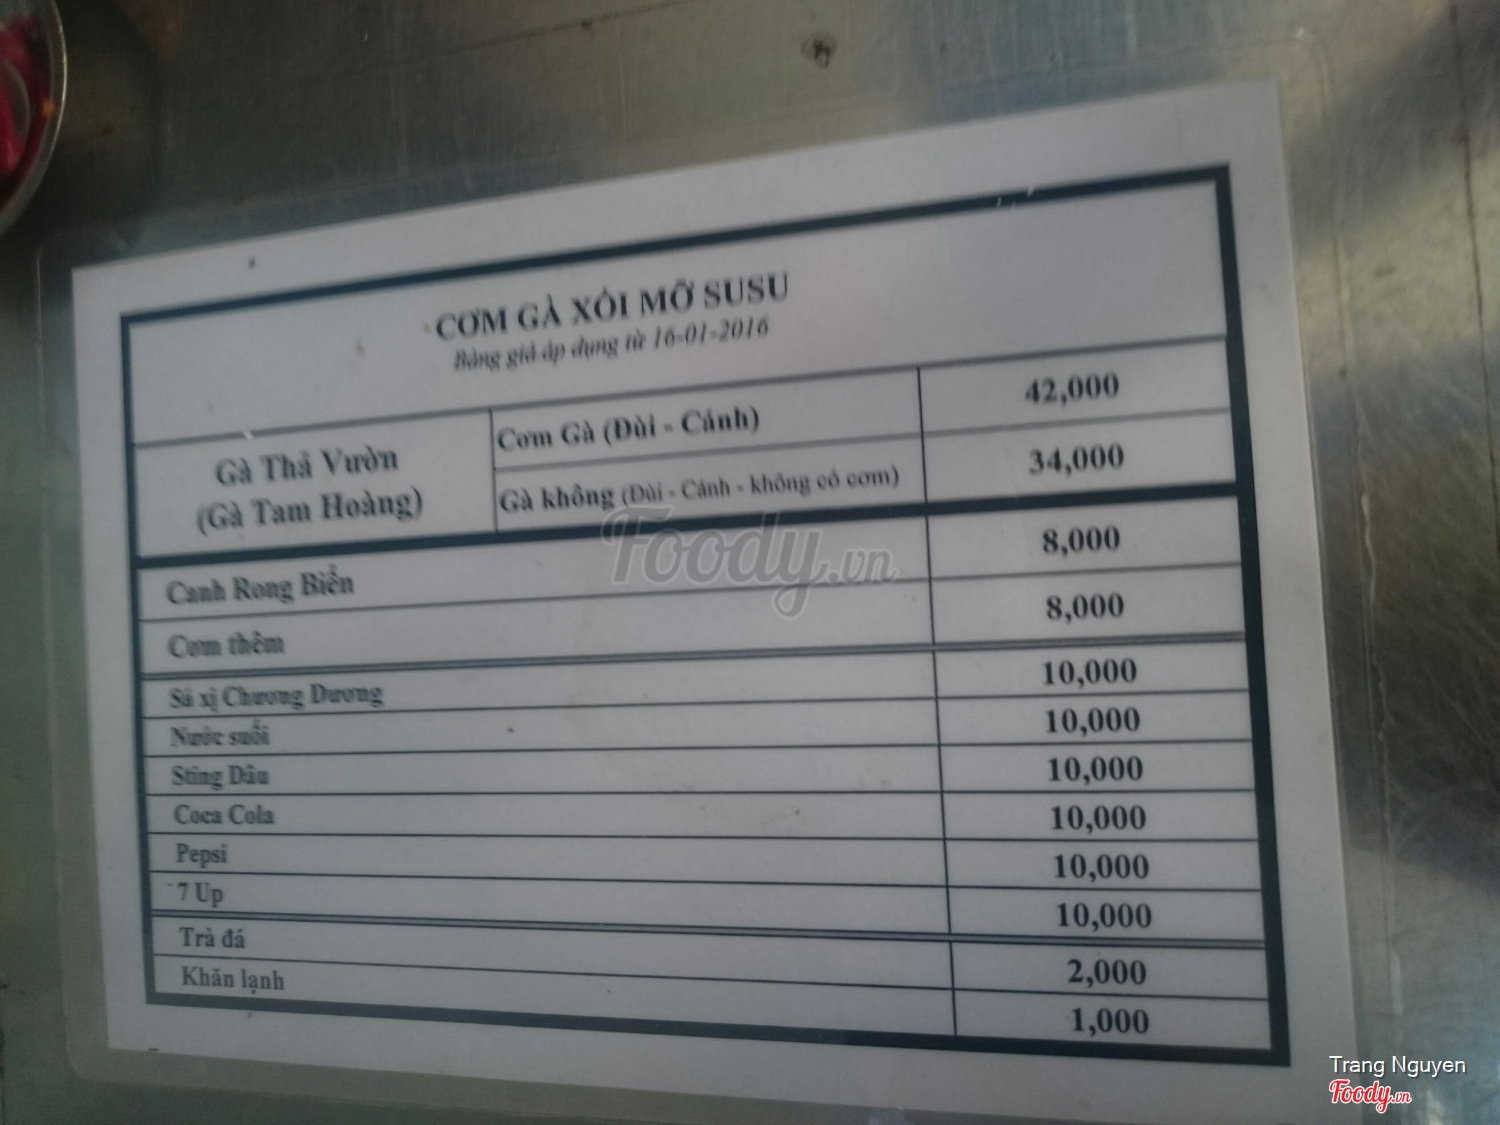 CƠM GÀ XỐI MỠ SUSU
Bảng giá áp dụng từ 16-01-2016
Gà Thả Vườn
(Gà Tam Hoàng)
Cơm Gà (Đùi - Cánh) 42,000
Gà không (Đùi - Cánh - không có cơm) 34,000
Canh Rong Biển 8,000
Cơm thêm 8,000
Sá xị Chương Dương 10,000
Nước suối 10,000
Sting Dâu 10,000
Coca Cola 10,000
Pepsi 10,000
7 Up 10,000
Trà đá 2,000
Khăn lạnh 1,000
Foody.vn
Trang Nguyen
Foody.vn